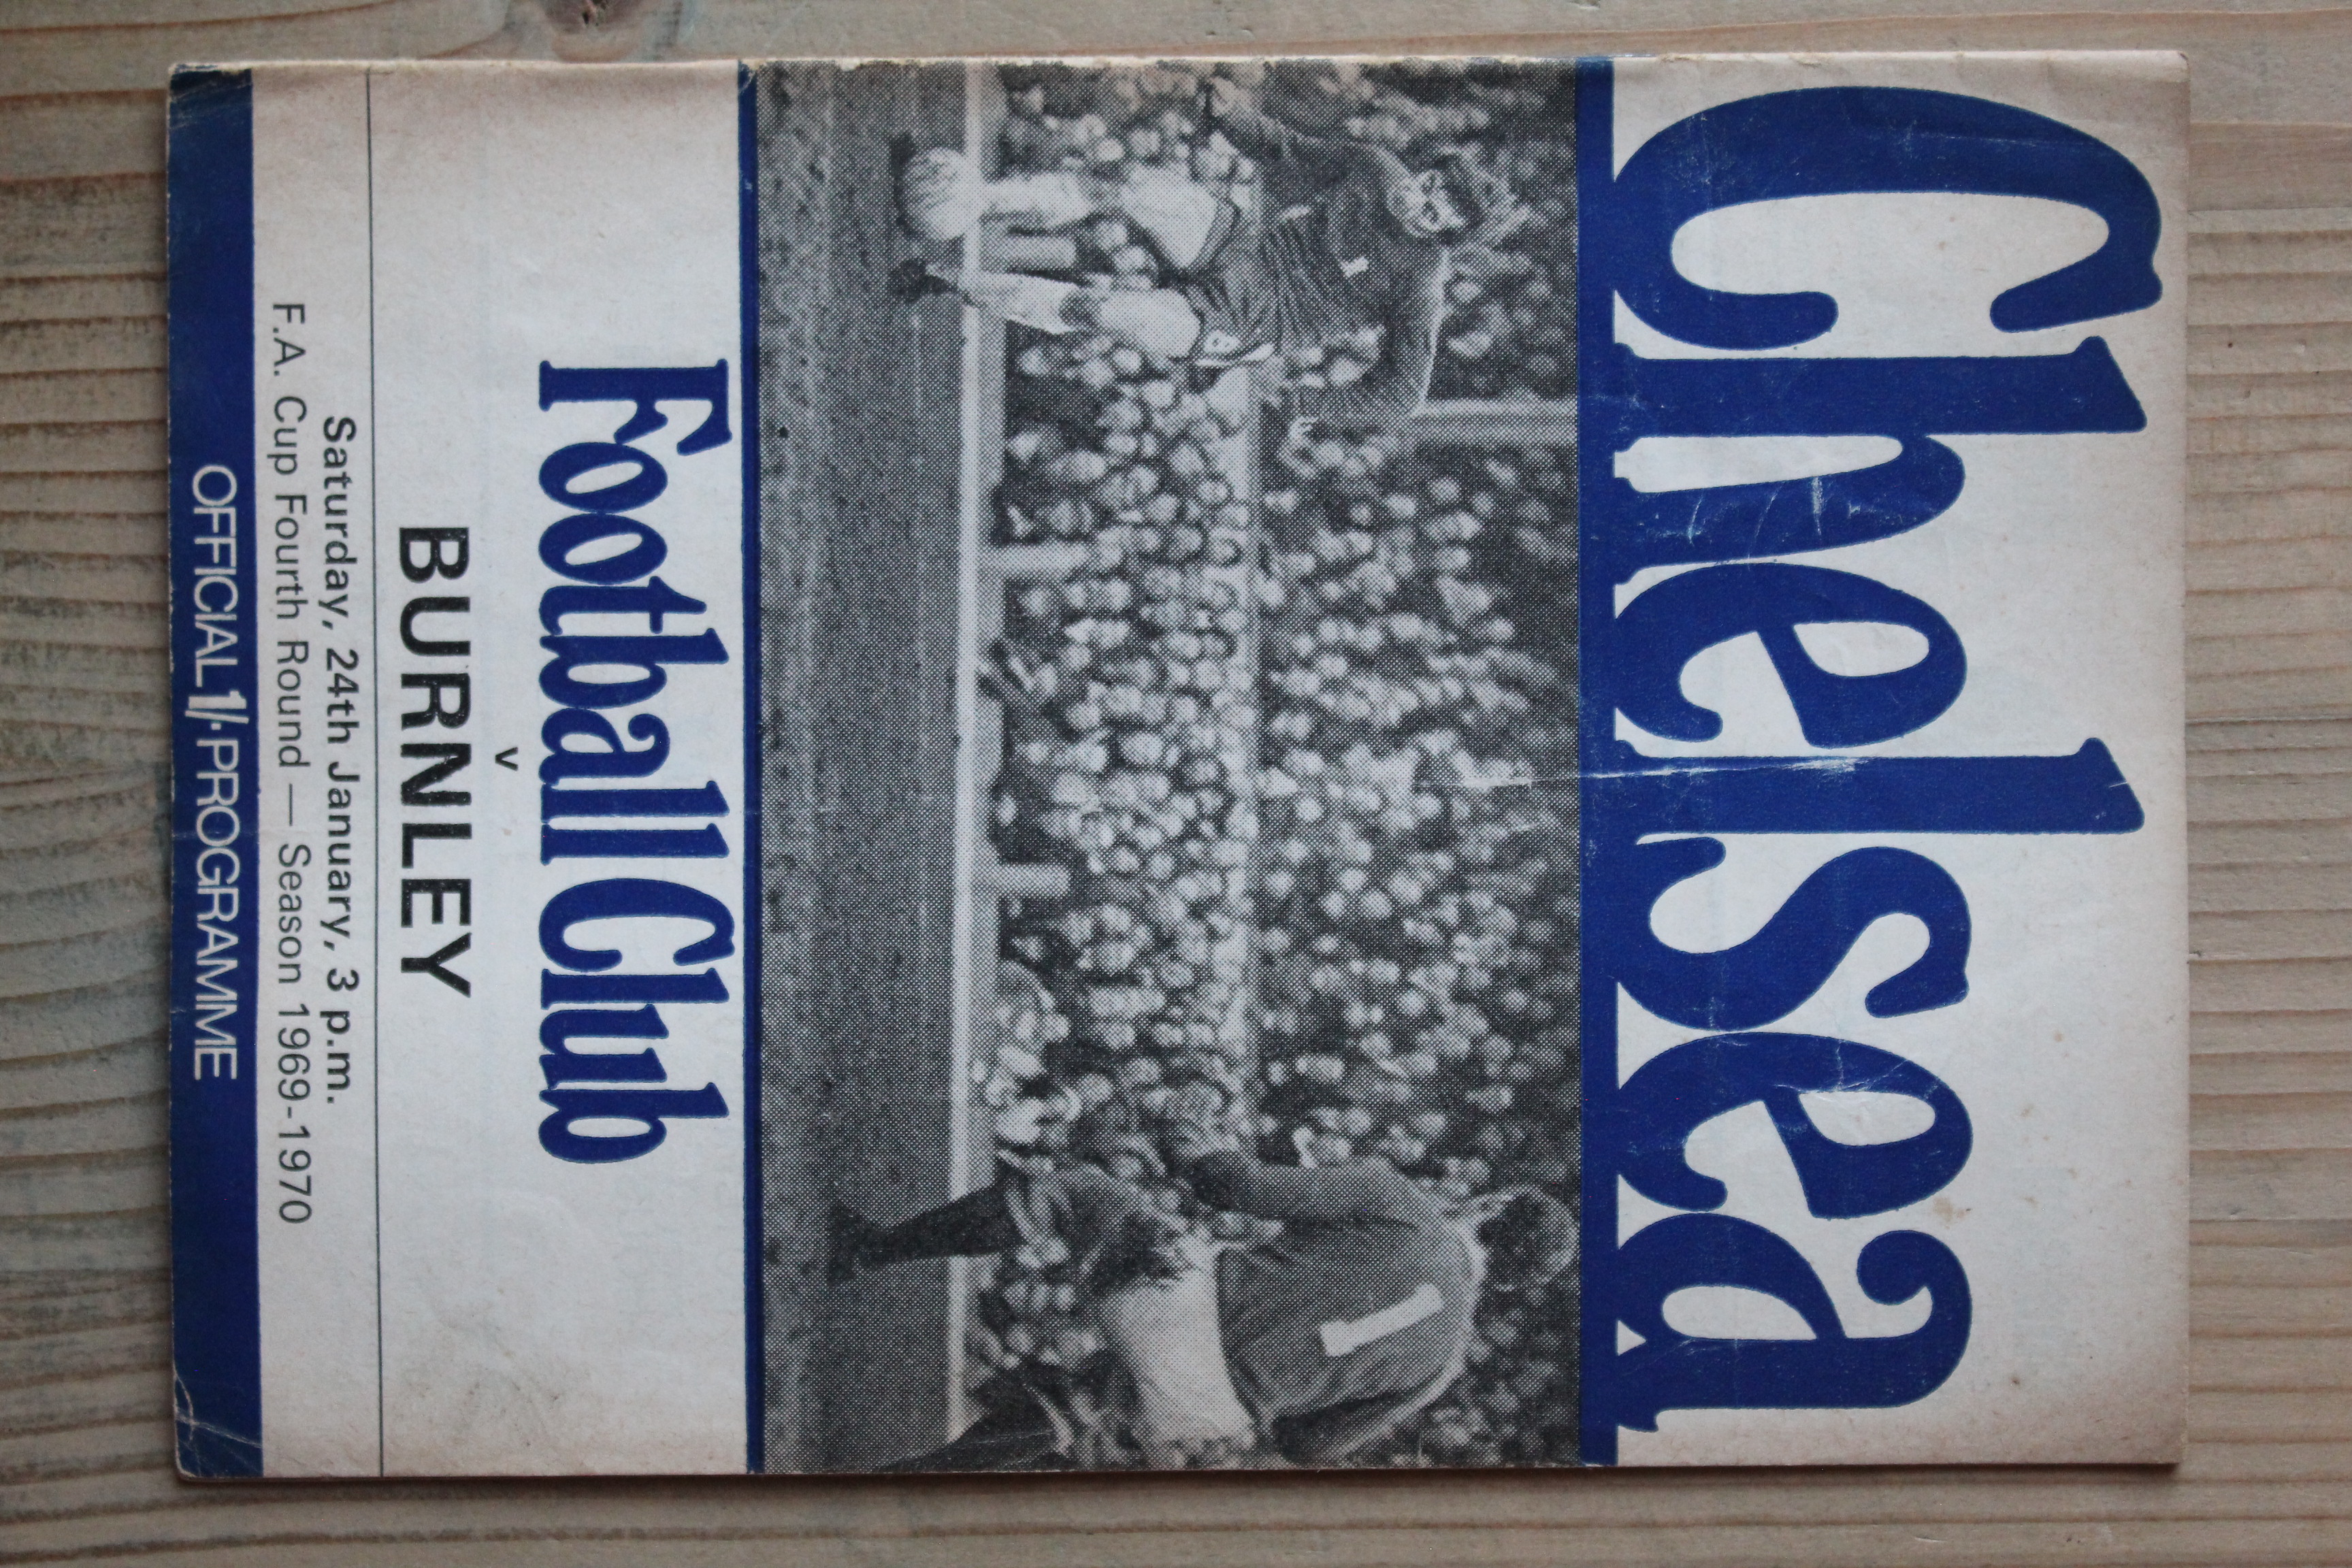 Chelsea
Football Club
v
BURNLEY
Saturday, 24th January, 3 p.m.
F.A. Cup Fourth Round — Season 1969-1970
OFFICIAL 1/- PROGRAMME